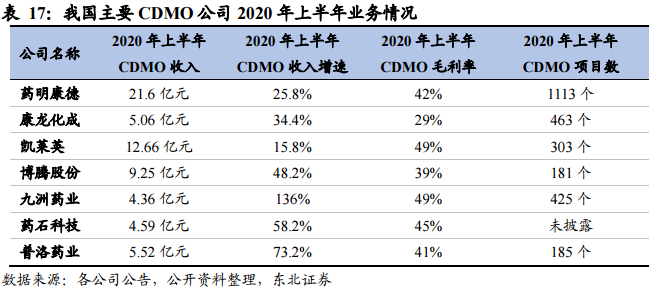 表 17：我国主要 CDMO 公司 2020 年上半年业务情况
公司名称 2020 年上半年 CDMO 收入 2020 年上半年 CDMO 收入增速 2020 年上半年 CDMO 毛利率 2020 年上半年 CDMO 项目数
药明康德 21.6 亿元 25.8% 42% 1113 个
康龙化成 5.06 亿元 34.4% 29% 463 个
凯莱英 12.66 亿元 15.8% 49% 303 个
博腾股份 9.25 亿元 48.2% 39% 181 个
九洲药业 4.36 亿元 136% 49% 425 个
药石科技 4.59 亿元 58.2% 45% 未披露
普洛药业 5.52 亿元 73.2% 41% 185 个
数据来源：各公司公告，公开资料整理，东北证券